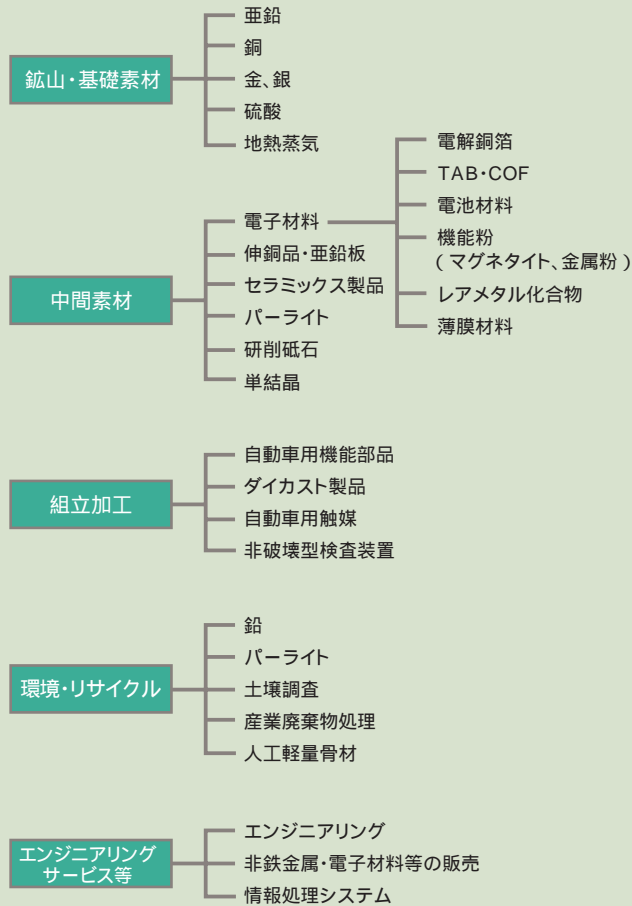 鉱山・基礎素材
亜鉛
銅
金、銀
硫酸
地熱蒸気
中間素材
電子材料
伸銅品・亜鉛板
セラミックス製品
パーライト
研削砥石
単結晶
電解銅箔
TAB・COF
電池材料
機能粉
(マグネタイト、金属粉)
レアメタル化合物
薄膜材料
組立加工
自動車用機能部品
ダイカスト製品
自動車用触媒
非破壊型検査装置
環境・リサイクル
鉛
パーライト
土壌調査
産業廃棄物処理
人工軽量骨材
エンジニアリング
サービス等
エンジニアリング
非鉄金属・電子材料等の販売
情報処理システム